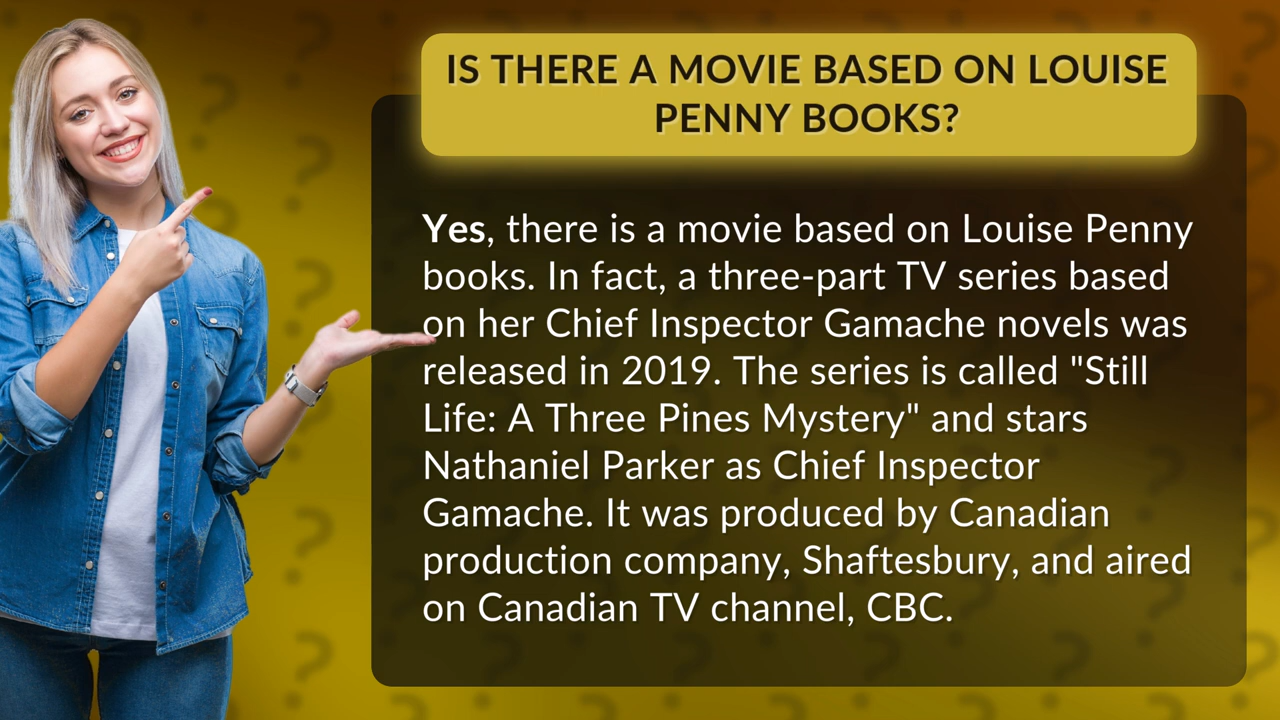 IS THERE A MOVIE BASED ON LOUISE
PENNY BOOKS?
Yes, there is a movie based on Louise Penny
books. In fact, a three-part TV series based
on her Chief Inspector Gamache novels was
released in 2019. The series is called "Still
Life: A Three Pines Mystery" and stars
Nathaniel Parker as Chief Inspector
Gamache. It was produced by Canadian
production company, Shaftesbury, and aired
on Canadian TV channel, CBC.